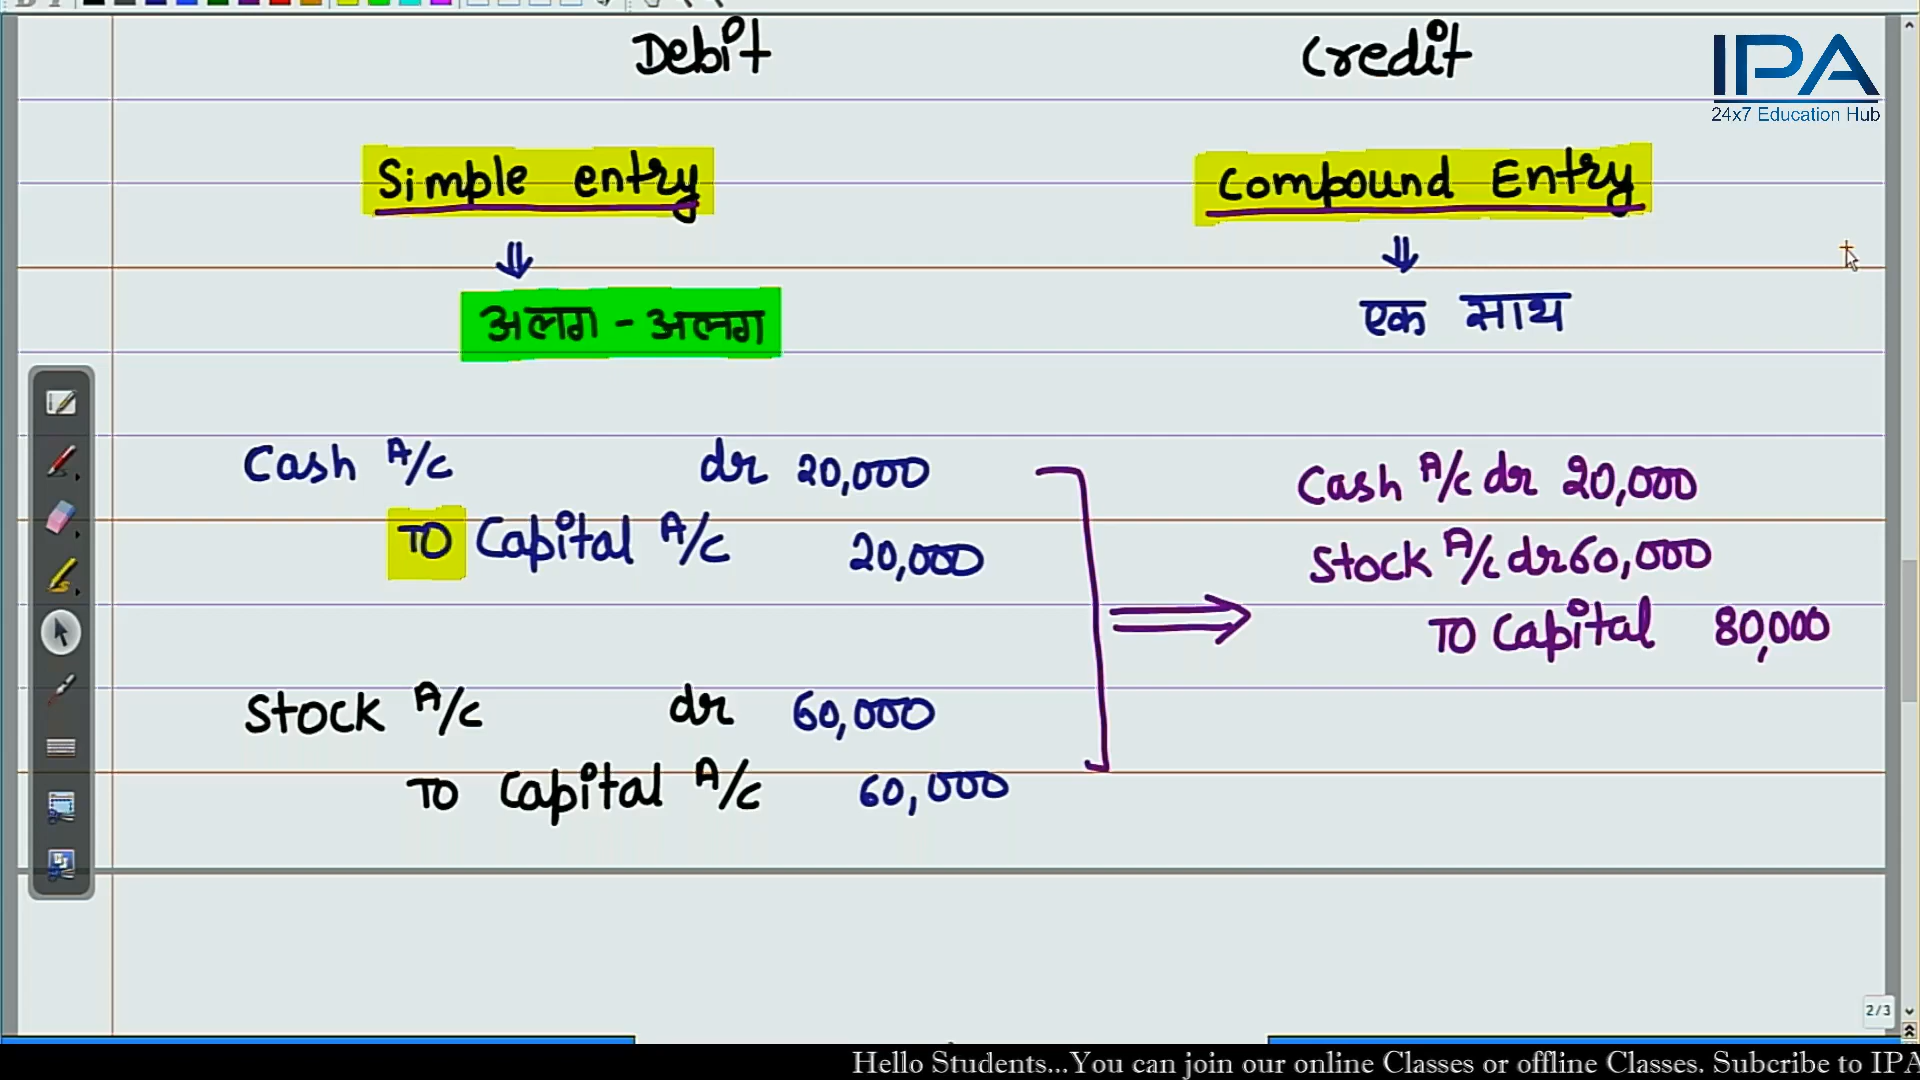 Debit Credit
IPA
24x7 Education Hub
Simple entry Compound Entry
अलग - अलग एक साथ
Cash A/c dr 20,000
TO Capital A/c 20,000
Stock A/c dr 60,000
TO Capital A/c 60,000
Cash A/c dr 20,000
Stock A/c dr 60,000
TO Capital 80,000
2/3
Hello Students...You can join our online Classes or offline Classes. Subcribe to IPA